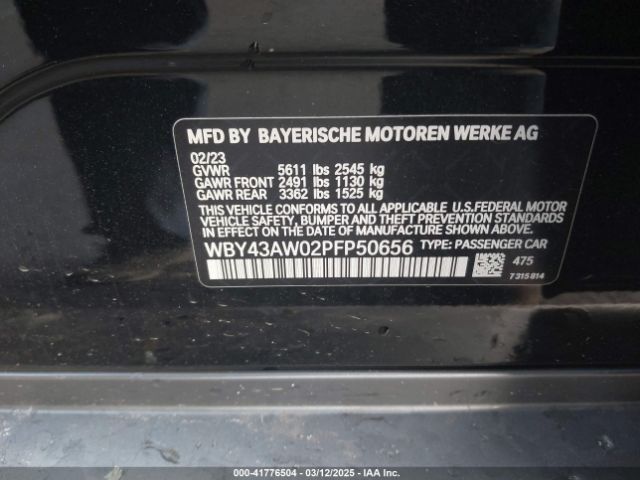 MFD BY BAYERISCHE MOTOREN WERKE AG
02/23
GVWR 5611 lbs 2545 kg
GAWR FRONT 2491 lbs 1130 kg
GAWR REAR 3362 lbs 1525 kg
THIS VEHICLE CONFORMS TO ALL APPLICABLE U.S.FEDERAL MOTOR
VEHICLE SAFETY, BUMPER AND THEFT PREVENTION STANDARDS
IN EFFECT ON THE DATE OF MANUFACTURE SHOWN ABOVE.
WBY43AW02PFP50656 TYPE: PASSENGER CAR
475
7315814
000-41776504 | 03/12/2025 | IAA Inc.